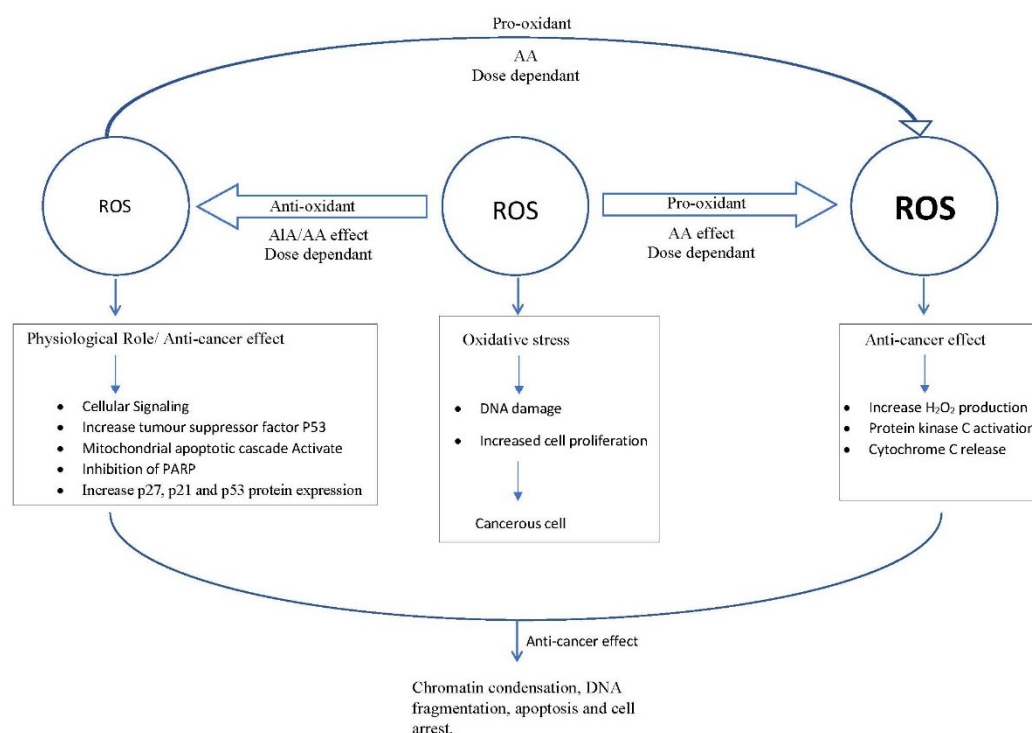 Pro-oxidant
AA
Dose dependant
ROS
Anti-oxidant
AIA/AA effect
Dose dependant
ROS
Pro-oxidant
AA effect
Dose dependant
ROS
Physiological Role/ Anti-cancer effect
• Cellular Signaling
• Increase tumour suppressor factor P53
• Mitochondrial apoptotic cascade Activate
• Inhibition of PARP
• Increase p27, p21 and p53 protein expression
Oxidative stress
• DNA damage
• Increased cell proliferation
Cancerous cell
Anti-cancer effect
• Increase H₂O₂ production
• Protein kinase C activation
• Cytochrome C release
Anti-cancer effect
Chromatin condensation, DNA
fragmentation, apoptosis and cell
arrest.